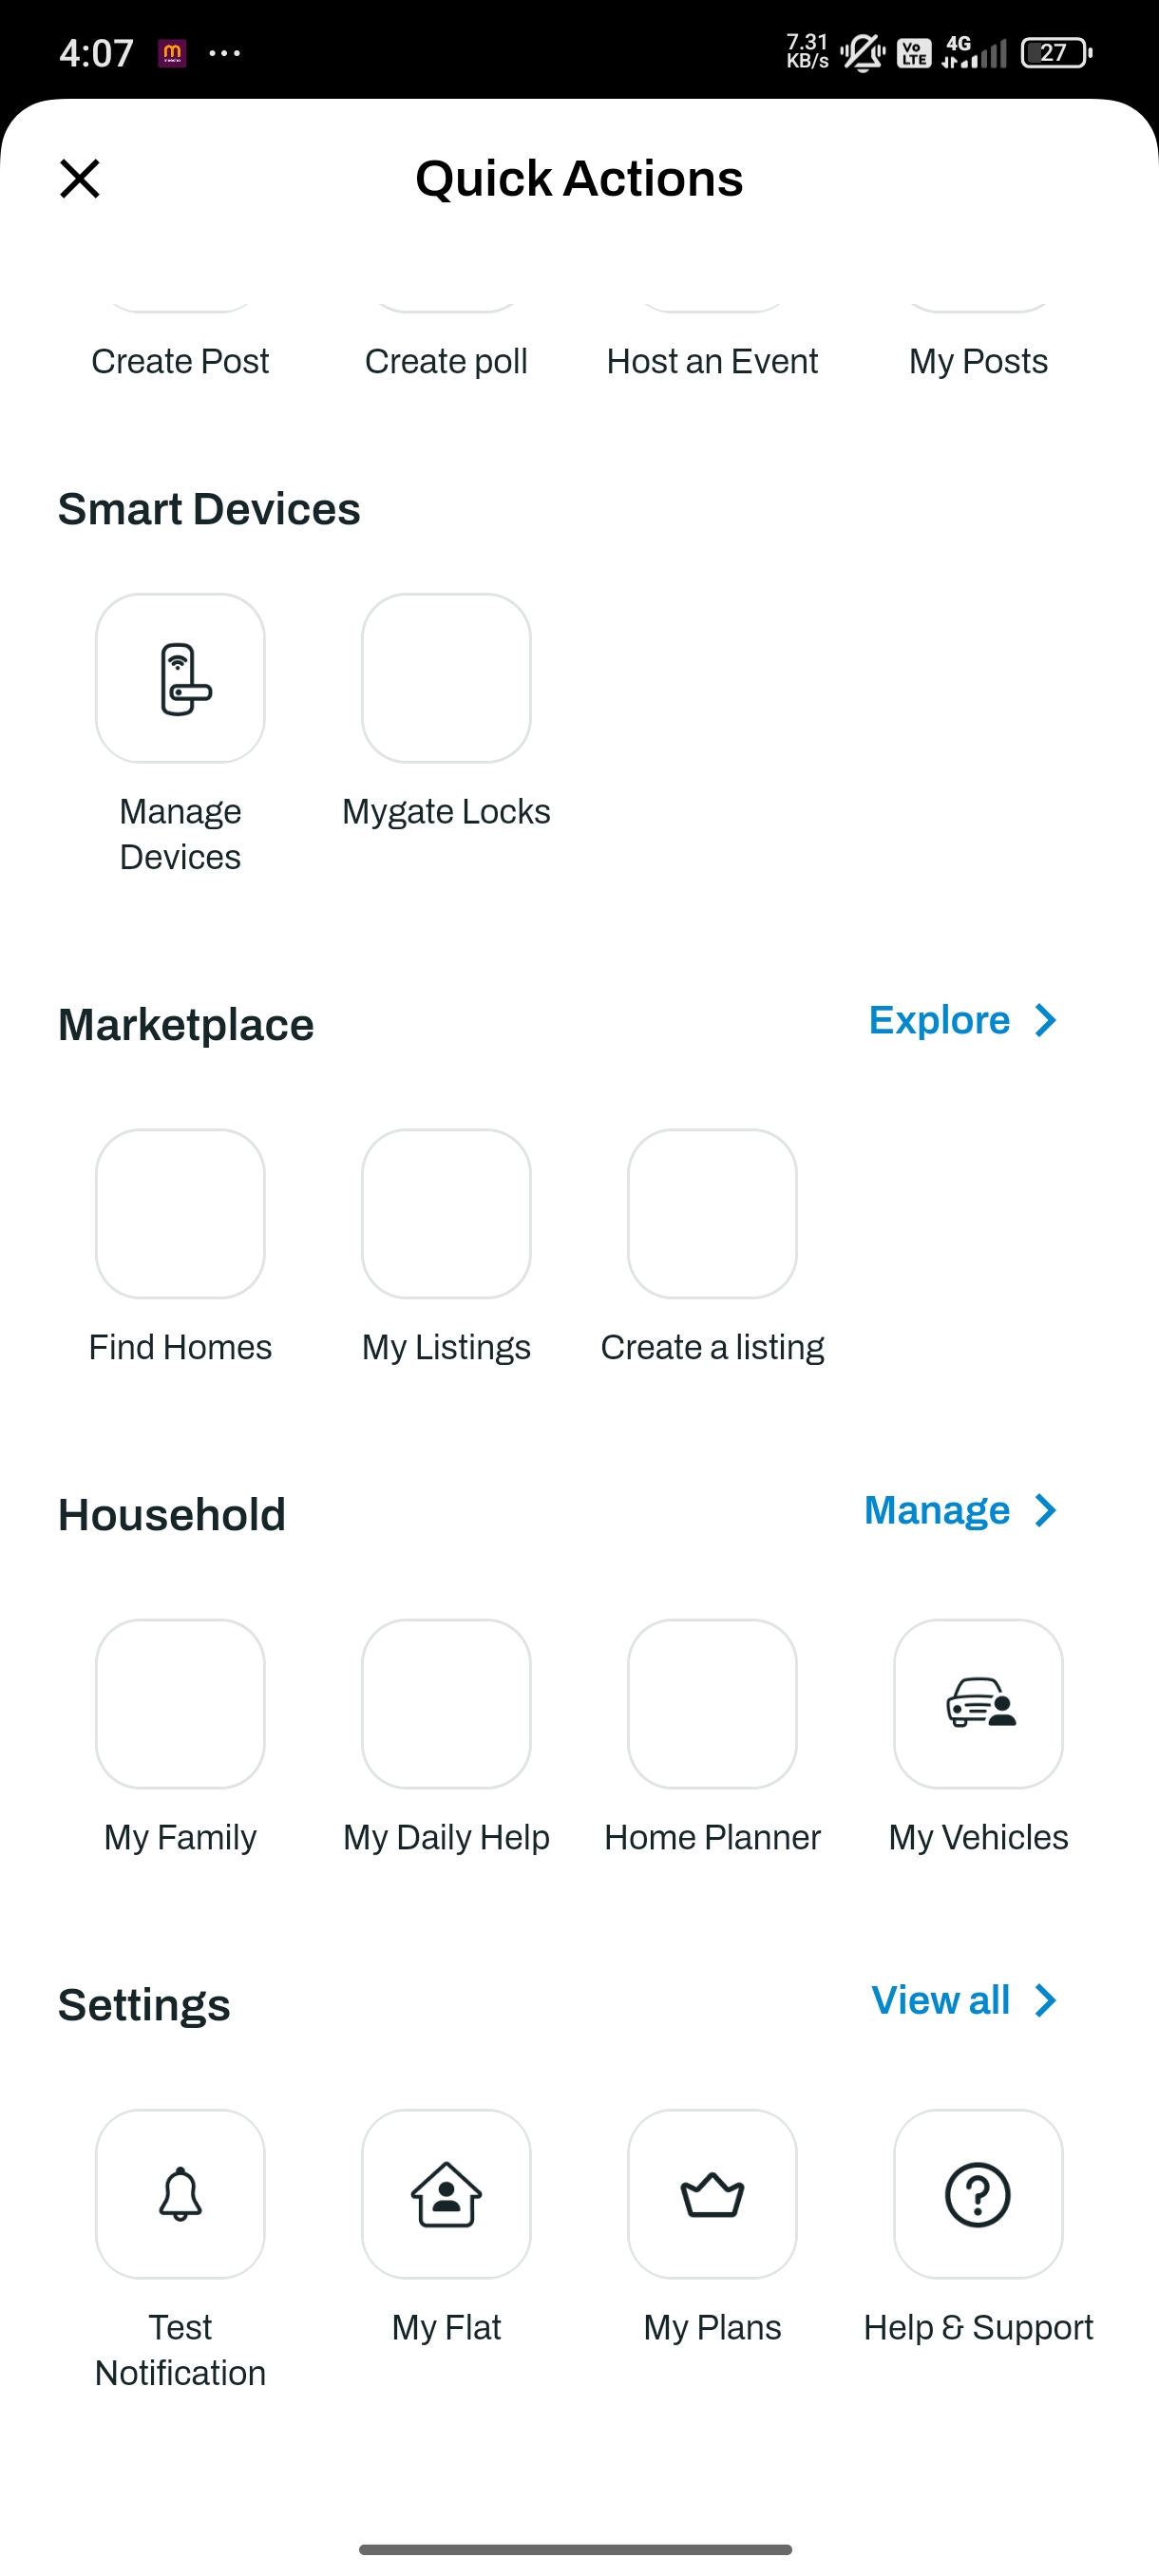 4:07
7.31
KB/s
Vo
LTE
4G
27
Quick Actions
Create Post
Create poll
Host an Event
My Posts
Smart Devices
Manage
Devices
Mygate Locks
Marketplace
Explore
Find Homes
My Listings
Create a listing
Household
Manage
My Family
My Daily Help
Home Planner
My Vehicles
Settings
View all
Test
Notification
My Flat
My Plans
Help & Support